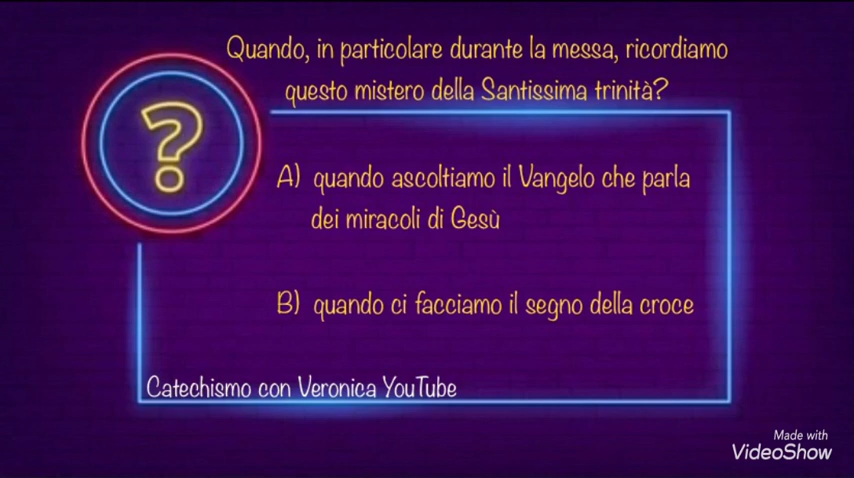 Quando, in particolare durante la messa, ricordiamo
questo mistero della Santissima trinità?
?
A) quando ascoltiamo il Vangelo che parla
dei miracoli di Gesù
B) quando ci facciamo il segno della croce
Catechismo con Veronica YouTube
Made with
VideoShow